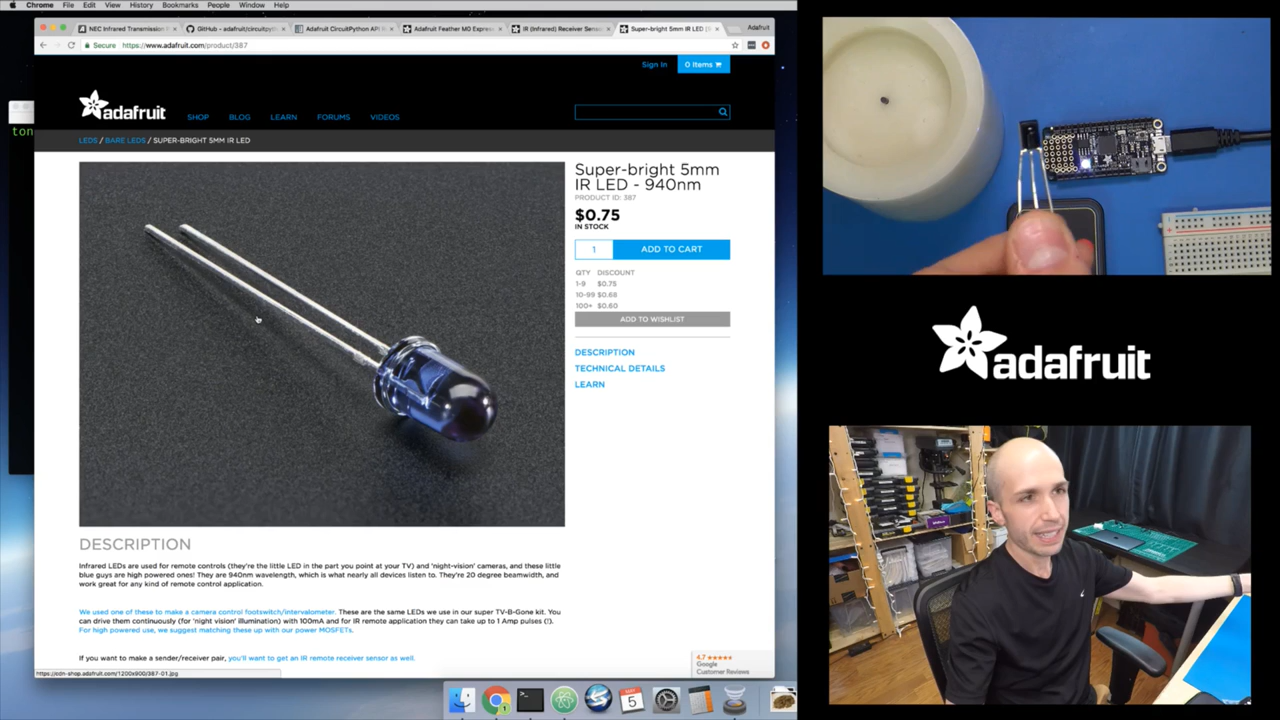 Chrome File Edit View History Bookmarks People Window Help
NEC Infrared Transmission P
GitHub - adafruit/circuitpyth
Adafruit CircuitPython API R
Adafruit Feather M0 Express
IR (Infrared) Receiver Sensor
Super-bright 5mm IR LED
Adafruit
Secure https://www.adafruit.com/product/387
Sign In
0 Items
adafruit
SHOP BLOG LEARN FORUMS VIDEOS
LEDS / BARE LEDS / SUPER-BRIGHT 5MM IR LED
ton
Super-bright 5mm
IR LED - 940nm
PRODUCT ID: 387
$0.75
IN STOCK
1 ADD TO CART
QTY DISCOUNT
1-9 $0.75
10-99 $0.68
100+ $0.60
ADD TO WISHLIST
DESCRIPTION
TECHNICAL DETAILS
LEARN
DESCRIPTION
Infrared LEDs are used for remote controls (they're the little LED in the part you point at your TV) and 'night-vision' cameras, and these little
blue guys are high powered ones! They are 940nm wavelength, which is what nearly all devices listen to. They're 20 degree beamwidth, and
work great for any kind of remote control application.
We used one of these to make a camera control footswitch/intervalometer. These are the same LEDs we use in our super TV-B-Gone kit. You
can drive them continuously (for 'night vision' illumination) with 100mA and for IR remote application they can take up to 1 Amp pulses (!).
For high powered use, we suggest matching these up with our power MOSFETs.
If you want to make a sender/receiver pair, you'll want to get an IR remote receiver sensor as well.
4.7
Google
Customer Reviews
https://cdn-shop.adafruit.com/1200x900/387-01.jpg
5
adafruit